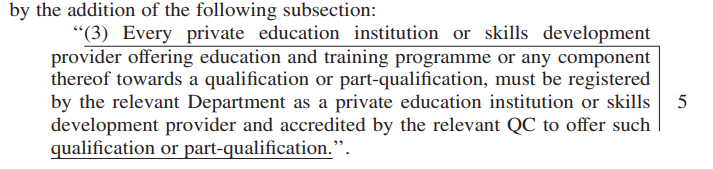 by the addition of the following subsection:
“(3) Every private education institution or skills development
provider offering education and training programme or any component
thereof towards a qualification or part-qualification, must be registered
by the relevant Department as a private education institution or skills 5
development provider and accredited by the relevant QC to offer such
qualification or part-qualification.”.